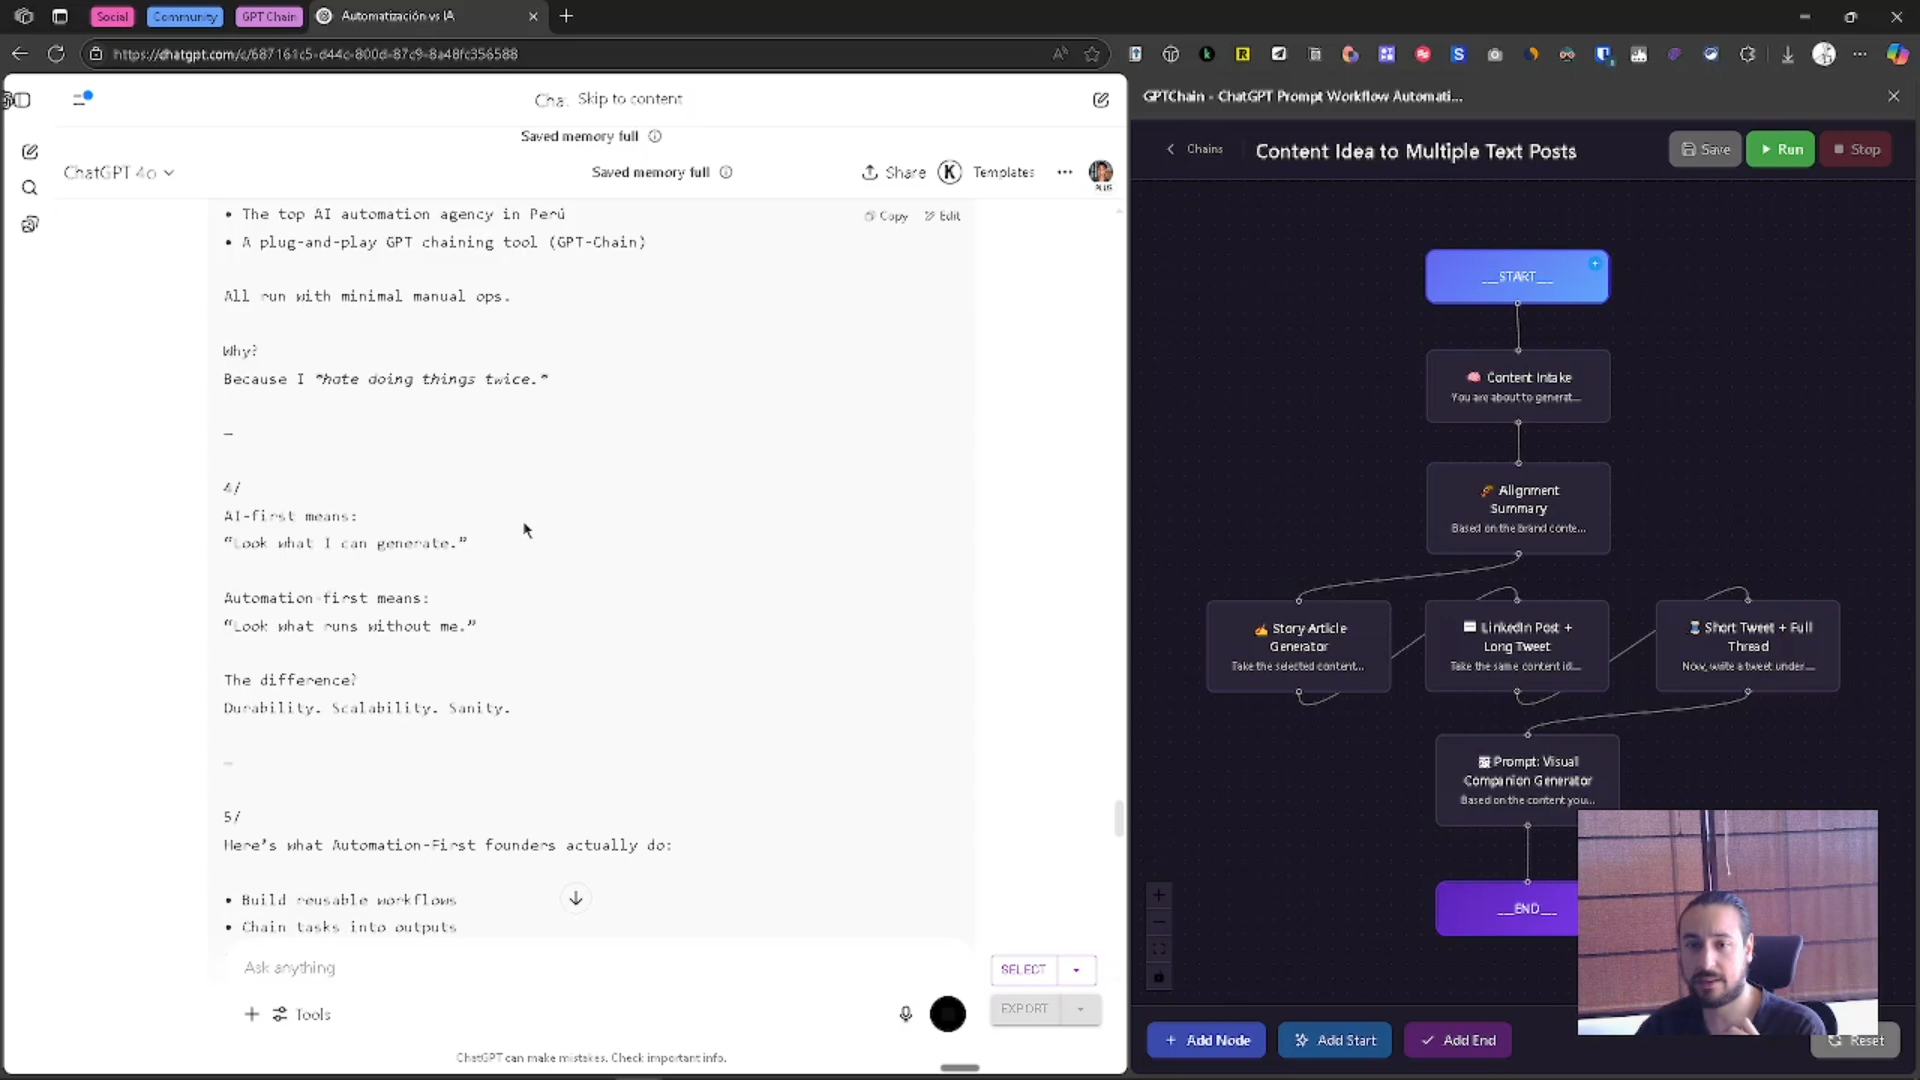 Social
Community
GPT Chain
Automatización vs IA
https://chatgpt.com/c/687161c5-d44c-800d-87c9-8a48fc356588
Cha
Skip to content
Saved memory full
ChatGPT 4o
Saved memory full
Share
Templates
PLUS
• The top AI automation agency in Perú
Copy
Edit
• A plug-and-play GPT chaining tool (GPT-Chain)
All run with minimal manual ops.
Why?
Because I *hate doing things twice.*
—
4/
AI-first means:
“Look what I can generate.”
Automation-first means:
“Look what runs without me.”
The difference?
Durability. Scalability. Sanity.
—
5/
Here’s what Automation-First founders actually do:
• Build reusable workflows
• Chain tasks into outputs
Ask anything
SELECT
Tools
EXPORT
ChatGPT can make mistakes. Check important info.
GPTChain - ChatGPT Prompt Workflow Automati...
Chains
Content Idea to Multiple Text Posts
Save
Run
Stop
__START__
Content Intake
You are about to generat...
Alignment
Summary
Based on the brand conte...
Story Article
Generator
Take the selected content...
LinkedIn Post +
Long Tweet
Take the same content id...
Short Tweet + Full
Thread
Now, write a tweet under...
Prompt: Visual
Companion Generator
Based on the content you...
__END__
+ Add Node
Add Start
Add End
Reset